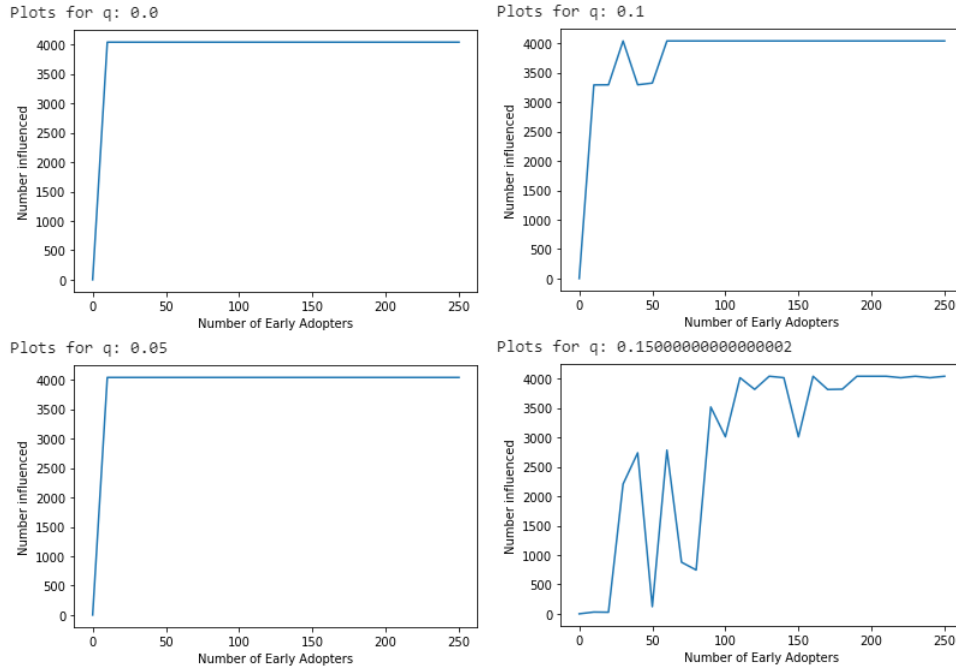 Plots for q: 0.0
4000
3500
3000
2500
2000
1500
1000
500
0
Number influenced
0 50 100 150 200 250
Number of Early Adopters
Plots for q: 0.1
4000
3500
3000
2500
2000
1500
1000
500
0
Number influenced
0 50 100 150 200 250
Number of Early Adopters
Plots for q: 0.05
4000
3500
3000
2500
2000
1500
1000
500
0
Number influenced
0 50 100 150 200 250
Number of Early Adopters
Plots for q: 0.15000000000000002
4000
3500
3000
2500
2000
1500
1000
500
0
Number influenced
0 50 100 150 200 250
Number of Early Adopters